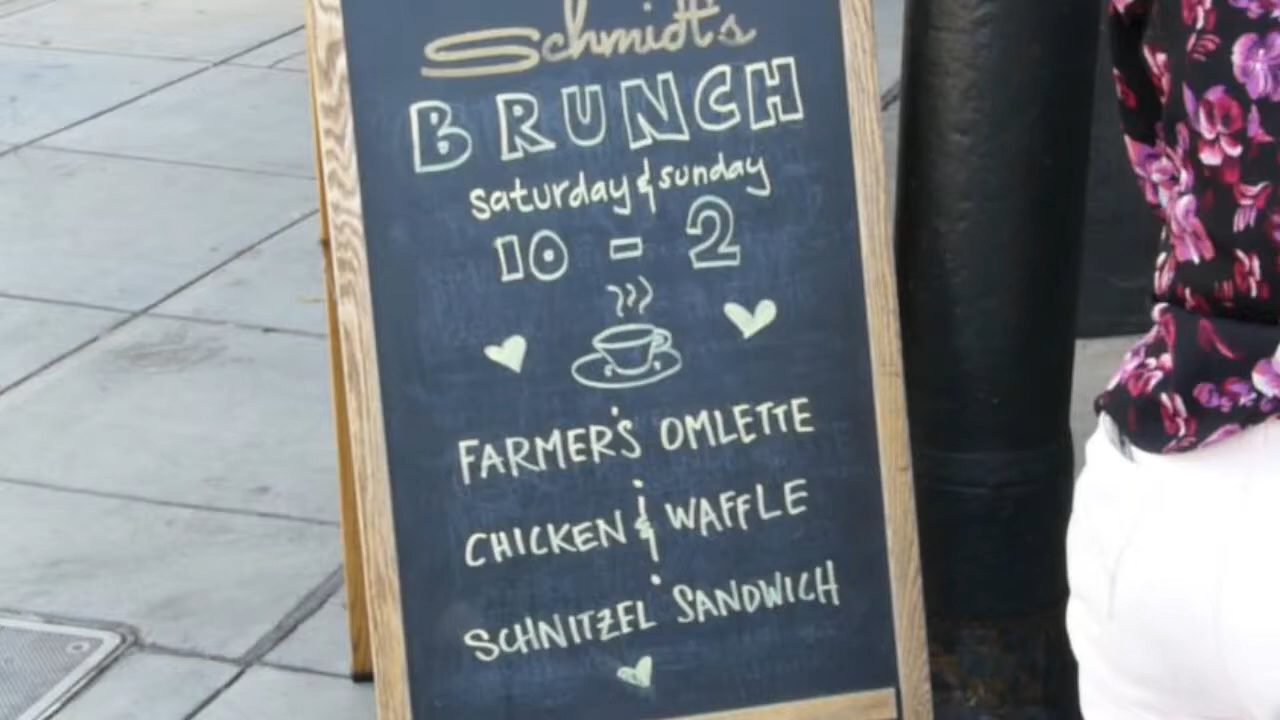 Schmidt's
BRUNCH
saturday & sunday
10 - 2
FARMER'S OMLETTE
CHICKEN & WAFFLE
SCHNITZEL SANDWICH